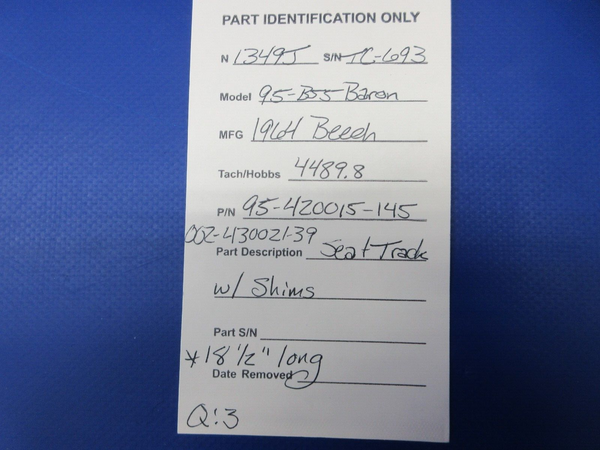 PART IDENTIFICATION ONLY
N 1349J S/N TC-693
Model 95-B55 Baron
MFG 1964 Beech
Tach/Hobbs 4489.8
P/N 95-420015-145
002-430021-39
Part Description Seat Track
w/ Shims
Part S/N
*18 1/2" long
Date Removed
Q:3